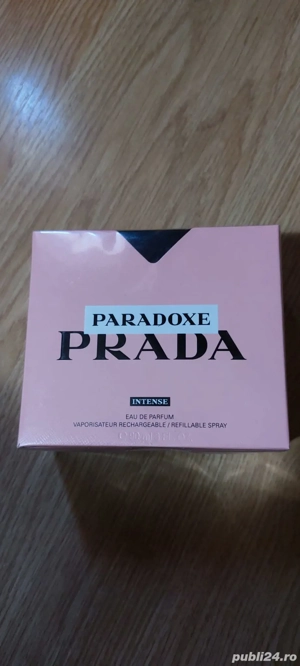 PARADOXE
PRADA
INTENSE
EAU DE PARFUM
VAPORISATEUR RECHARGEABLE / REFILLABLE SPRAY
publi24.ro